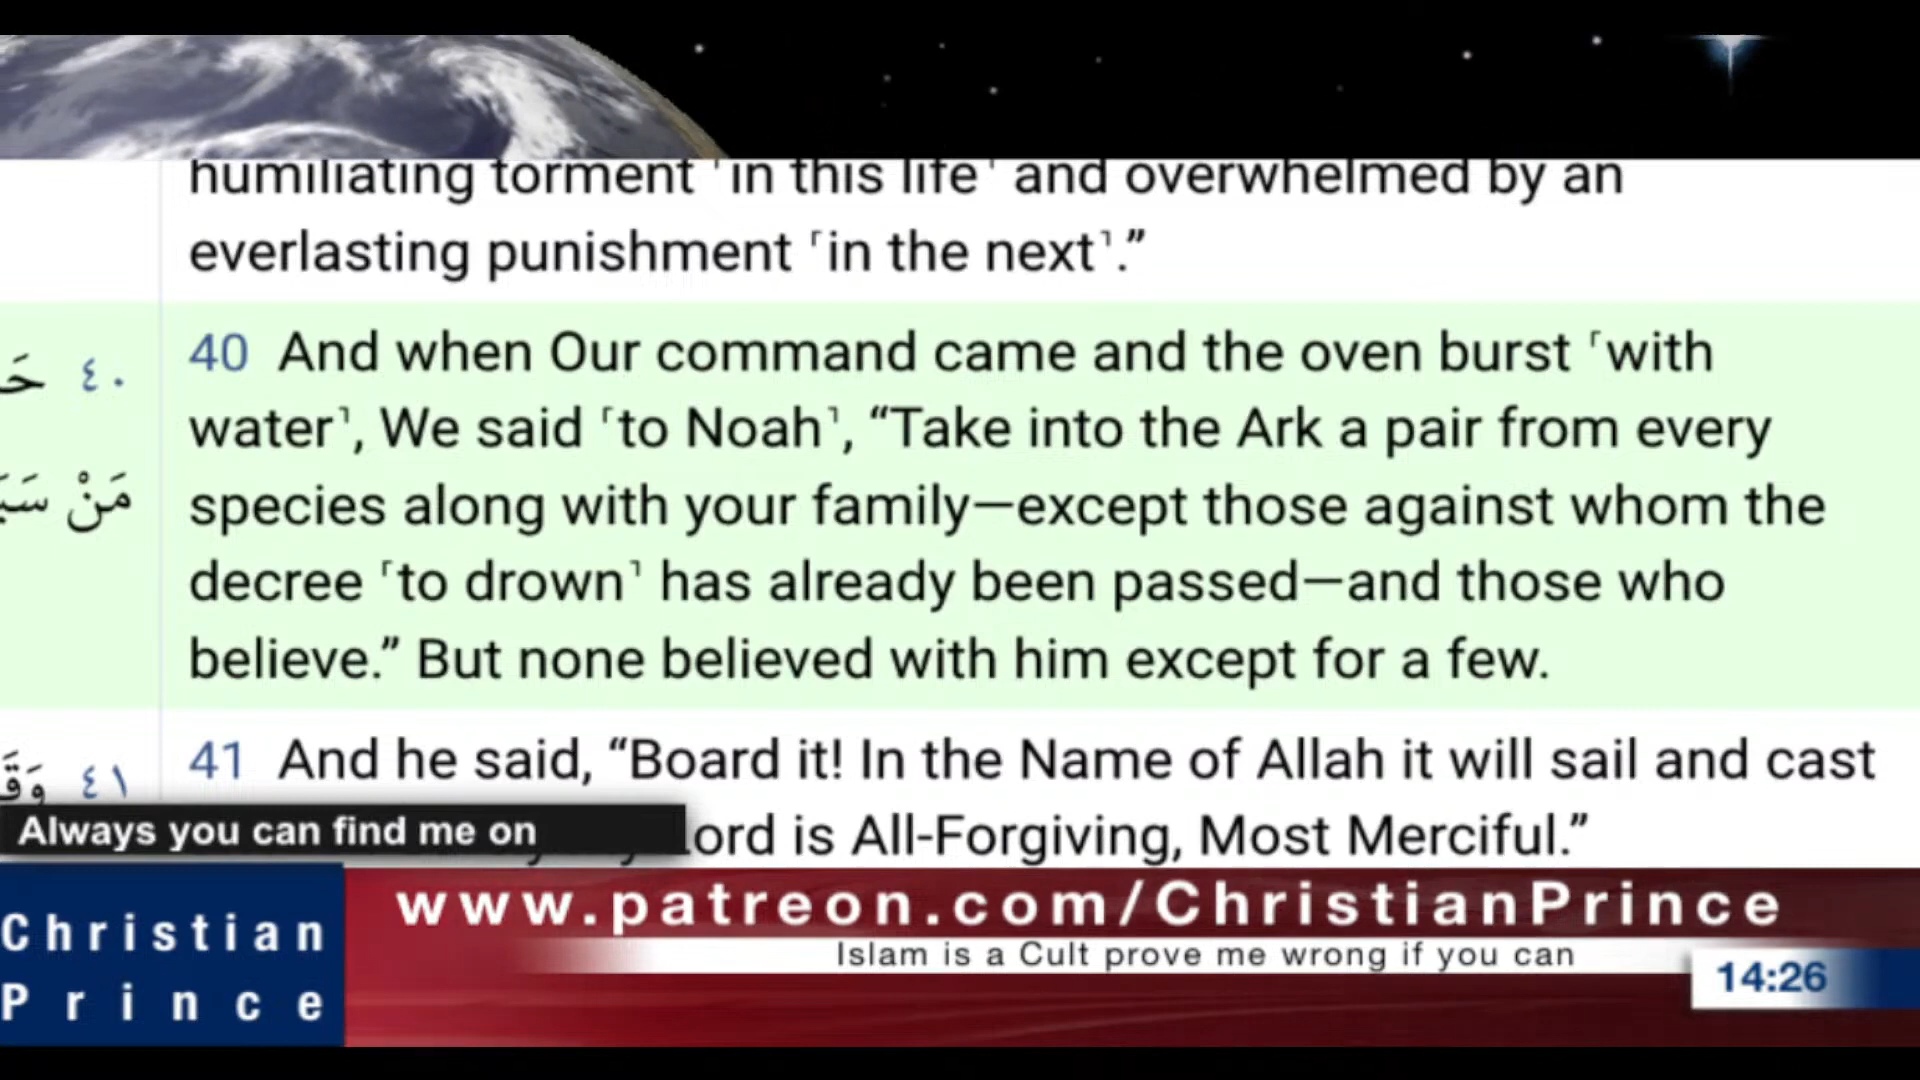 humiliating torment ˹in this life˺ and overwhelmed by an
everlasting punishment ˹in the next˺.”
40 And when Our command came and the oven burst ˹with
٤٠ حَ
water˺, We said ˹to Noah˺, “Take into the Ark a pair from every
مَنْ سَبَ
species along with your family—except those against whom the
decree ˹to drown˺ has already been passed—and those who
believe.” But none believed with him except for a few.
41 And he said, “Board it! In the Name of Allah it will sail and cast
٤١ وَقَ
Lord is All-Forgiving, Most Merciful.”
Always you can find me on
www.patreon.com/ChristianPrince
Islam is a Cult prove me wrong if you can
Christian
Prince
14:26